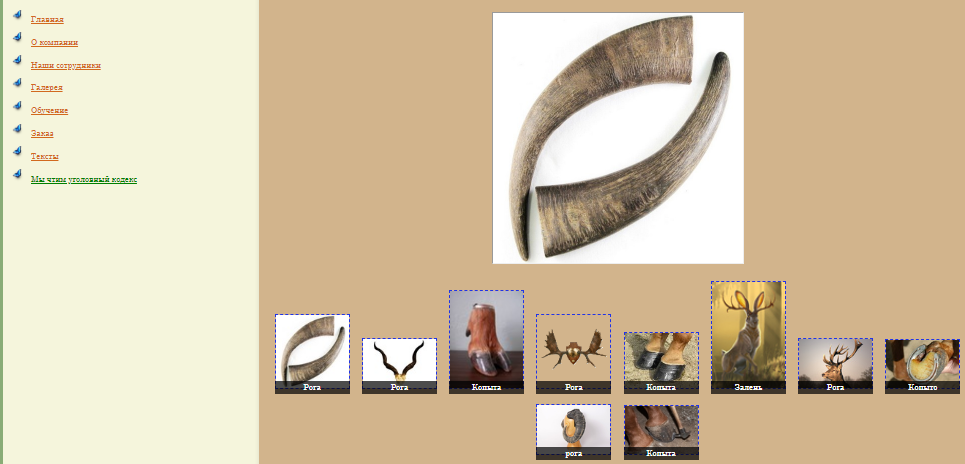 Главная
О компании
Наши сотрудники
Галерея
Обучение
Заказ
Тексты
Мы чтим уголовный кодекс
Рога
Рога
Копыта
Рога
Копыта
Залень
Рога
Копыто
рога
Копыта